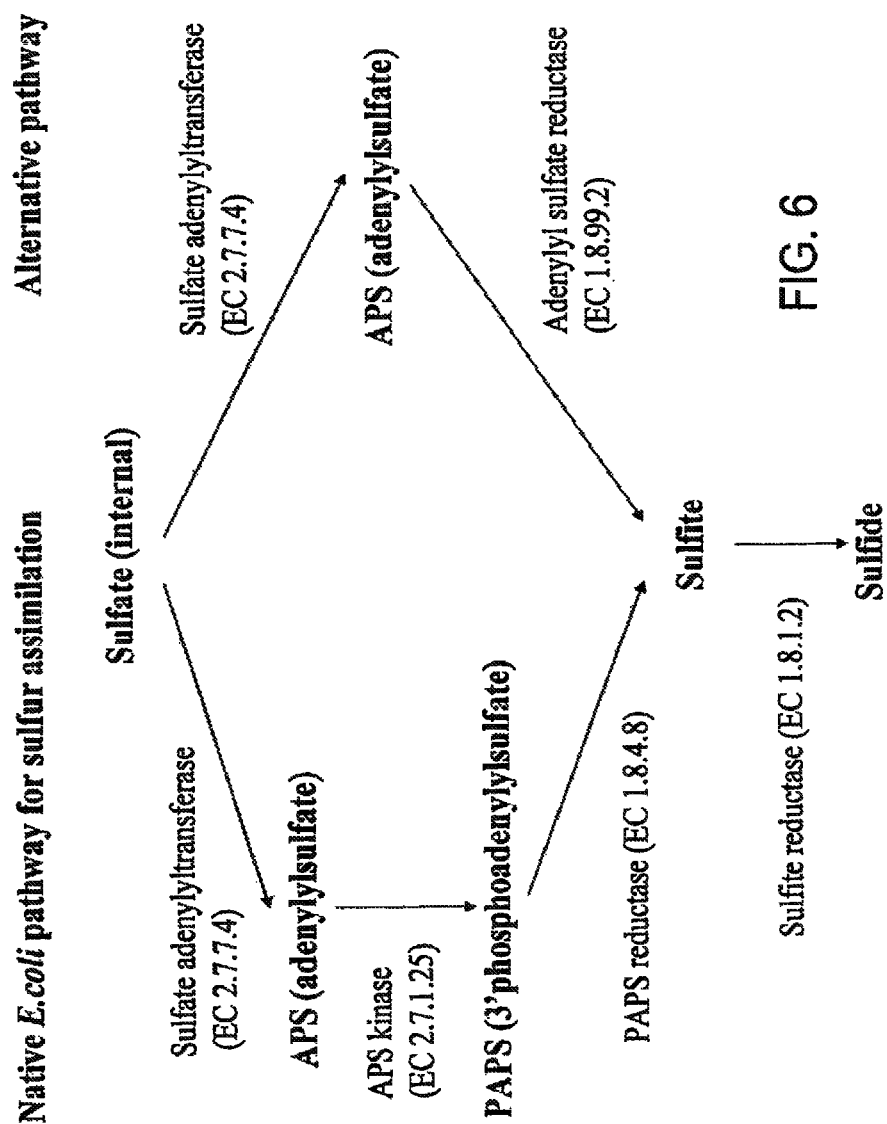 Native E.coli pathway for sulfur assimilation
Alternative pathway
Sulfate (internal)
Sulfate adenylyltransferase
(EC 2.7.7.4)
Sulfate adenylyltransferase
(EC 2.7.7.4)
APS (adenylylsulfate)
APS (adenylylsulfate)
APS kinase
(EC 2.7.1.25)
PAPS (3'phosphoadenylylsulfate)
Adenylyl sulfate reductase
(EC 1.8.99.2)
PAPS reductase (EC 1.8.4.8)
Sulfite
Sulfite reductase (EC 1.8.1.2)
Sulfide
FIG. 6